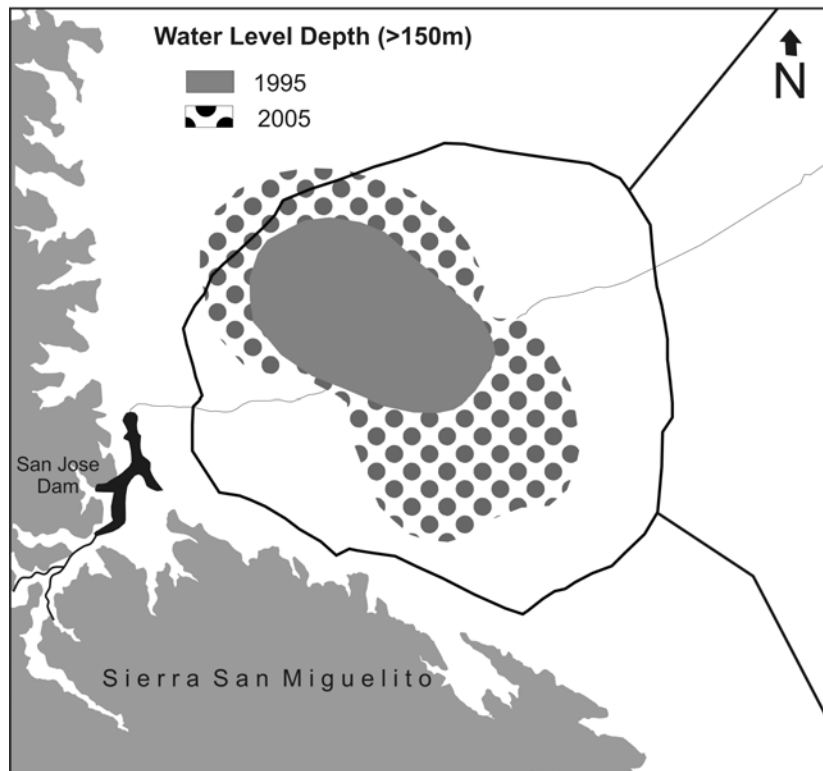 Water Level Depth (>150m)
1995
2005
N
San Jose
Dam
Sierra San Miguelito